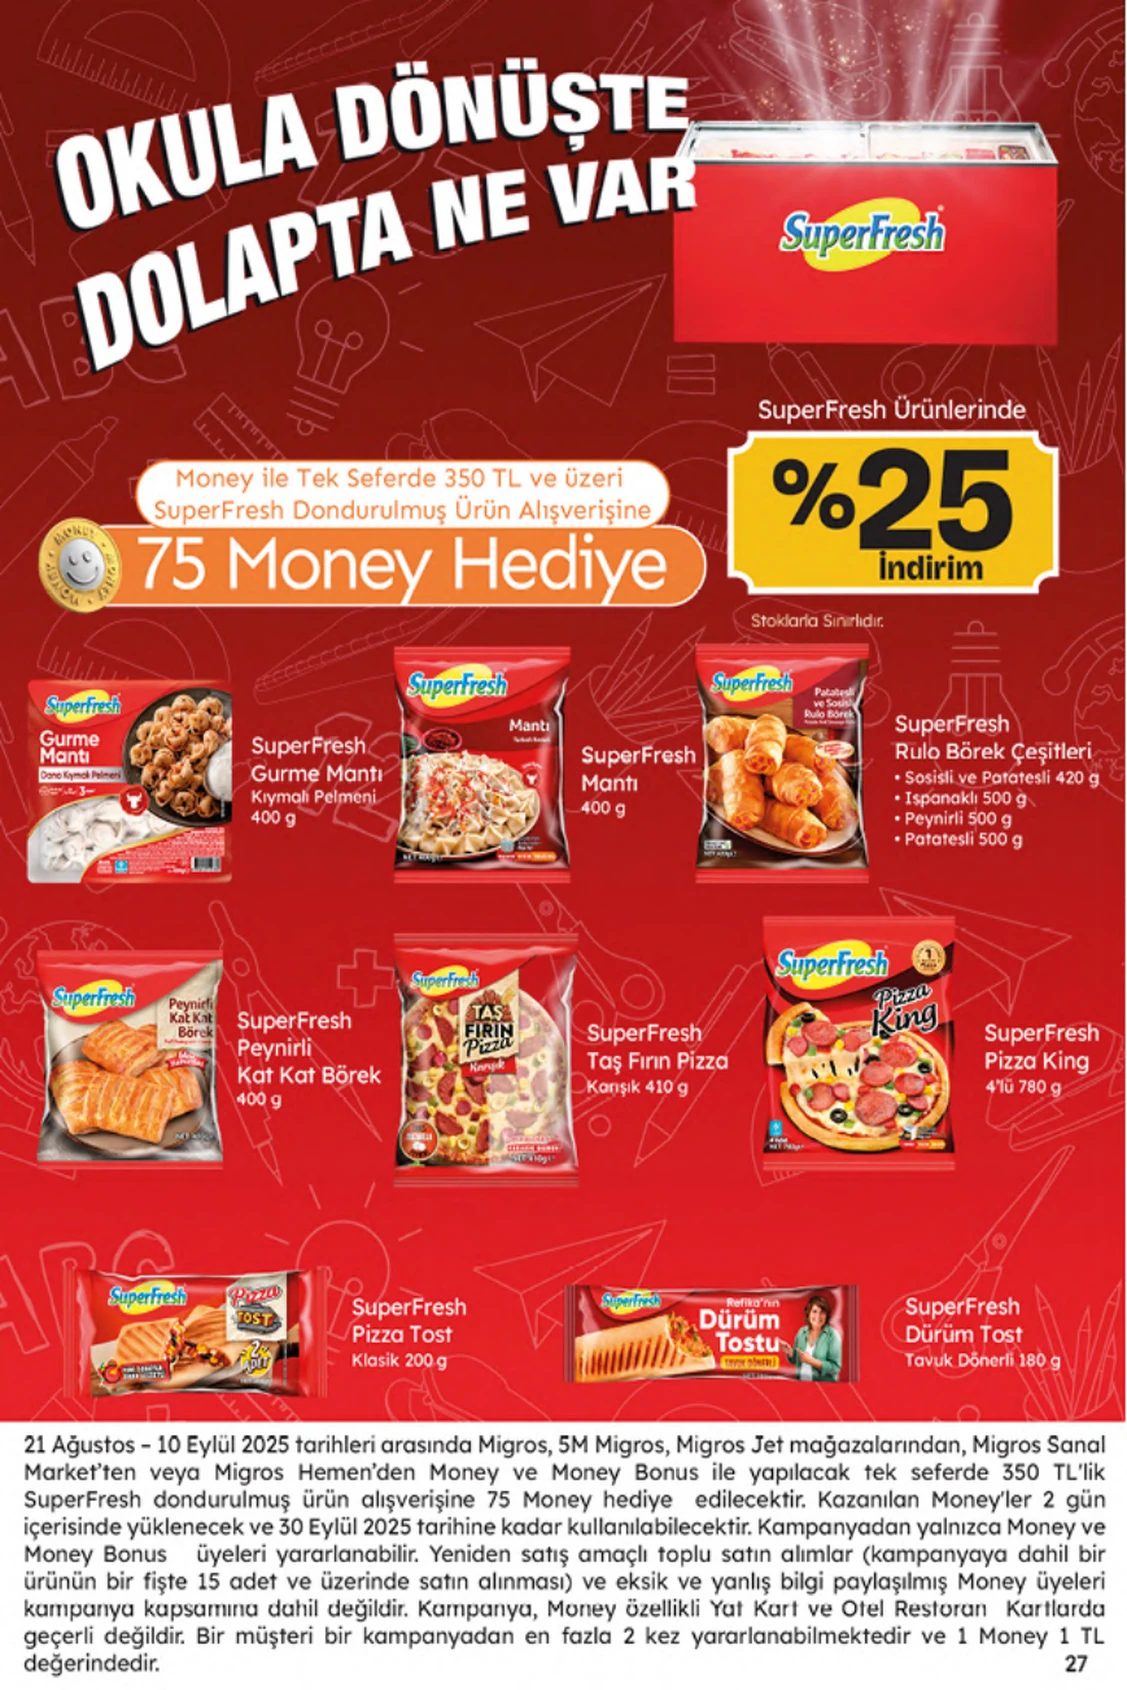 OKULA DÖNÜŞTE
DOLAPTA NE VAR
SuperFresh
SuperFresh Ürünlerinde
%25
İndirim
Stoklarla Sınırlıdır.
Money ile Tek Seferde 350 TL ve üzeri
SuperFresh Dondurulmuş Ürün Alışverişine
75 Money Hediye
SuperFresh
Gurme
Mantı
Dana Kıymalı Pelmeni
SuperFresh
Gurme Mantı
Kıymalı Pelmeni
400 g
SuperFresh
Mantı
SuperFresh
Mantı
400 g
SuperFresh
Patatesli
ve Sosisli
Rulo Börek
SuperFresh
Rulo Börek Çeşitleri
• Sosisli ve Patatesli 420 g
• Ispanaklı 500 g
• Peynirli 500 g
• Patatesli 500 g
SuperFresh
Peynirli
Kat Kat
Börek
SuperFresh
Peynirli
Kat Kat Börek
400 g
SuperFresh
TAŞ
FIRIN
Pizza
Karışık
SuperFresh
Taş Fırın Pizza
Karışık 410 g
SuperFresh
Pizza
King
SuperFresh
Pizza King
4'lü 780 g
SuperFresh
Pizza
TOST
2
ADET
SuperFresh
Pizza Tost
Klasik 200 g
SuperFresh
Refika'nın
Dürüm
Tostu
TAVUK DÖNERLİ
SuperFresh
Dürüm Tost
Tavuk Dönerli 180 g
21 Ağustos – 10 Eylül 2025 tarihleri arasında Migros, 5M Migros, Migros Jet mağazalarından, Migros Sanal
Market'ten veya Migros Hemen'den Money ve Money Bonus ile yapılacak tek seferde 350 TL'lik
SuperFresh dondurulmuş ürün alışverişine 75 Money hediye edilecektir. Kazanılan Money'ler 2 gün
içerisinde yüklenecek ve 30 Eylül 2025 tarihine kadar kullanılabilecektir. Kampanyadan yalnızca Money ve
Money Bonus üyeleri yararlanabilir. Yeniden satış amaçlı toplu satın alımlar (kampanyaya dahil bir
ürünün bir fişte 15 adet ve üzerinde satın alınması) ve eksik ve yanlış bilgi paylaşılmış Money üyeleri
kampanya kapsamına dahil değildir. Kampanya, Money özellikli Yat Kart ve Otel Restoran Kartlarda
geçerli değildir. Bir müşteri bir kampanyadan en fazla 2 kez yararlanabilmektedir ve 1 Money 1 TL
değerindedir.
27